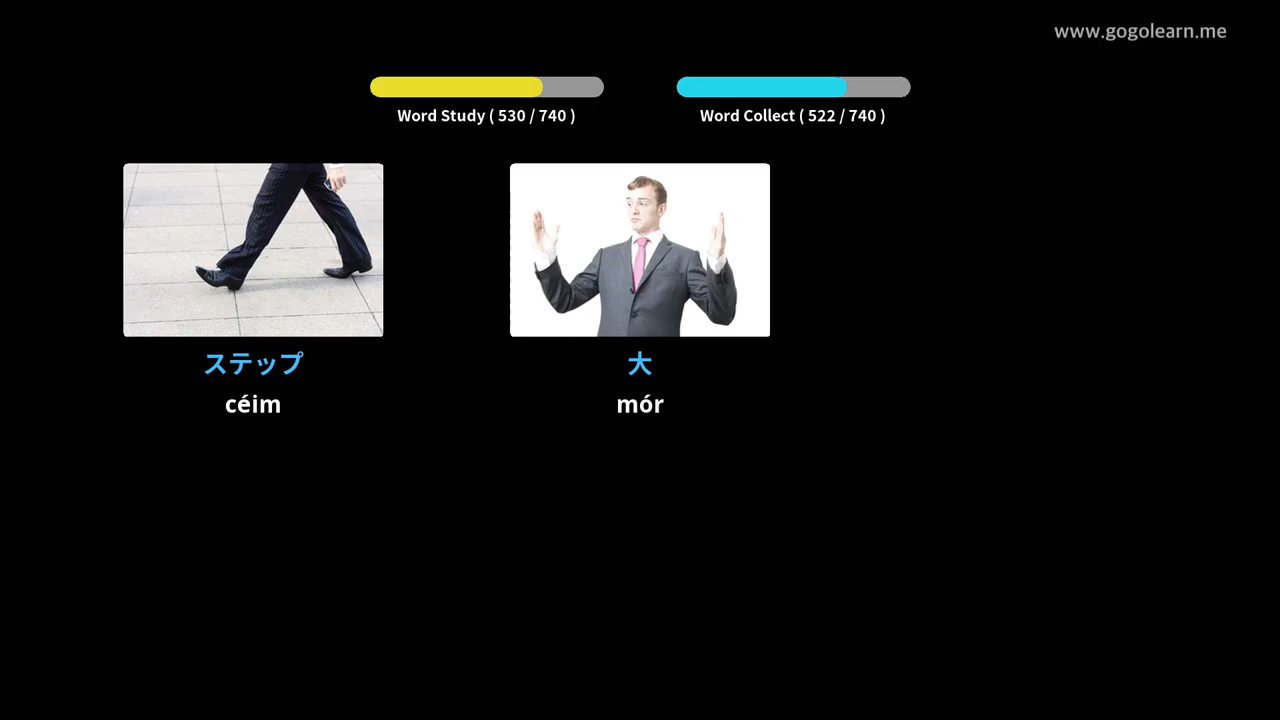 www.gogolearn.me
Word Study ( 530 / 740 )
Word Collect ( 522 / 740 )
ステップ
céim
大
mór